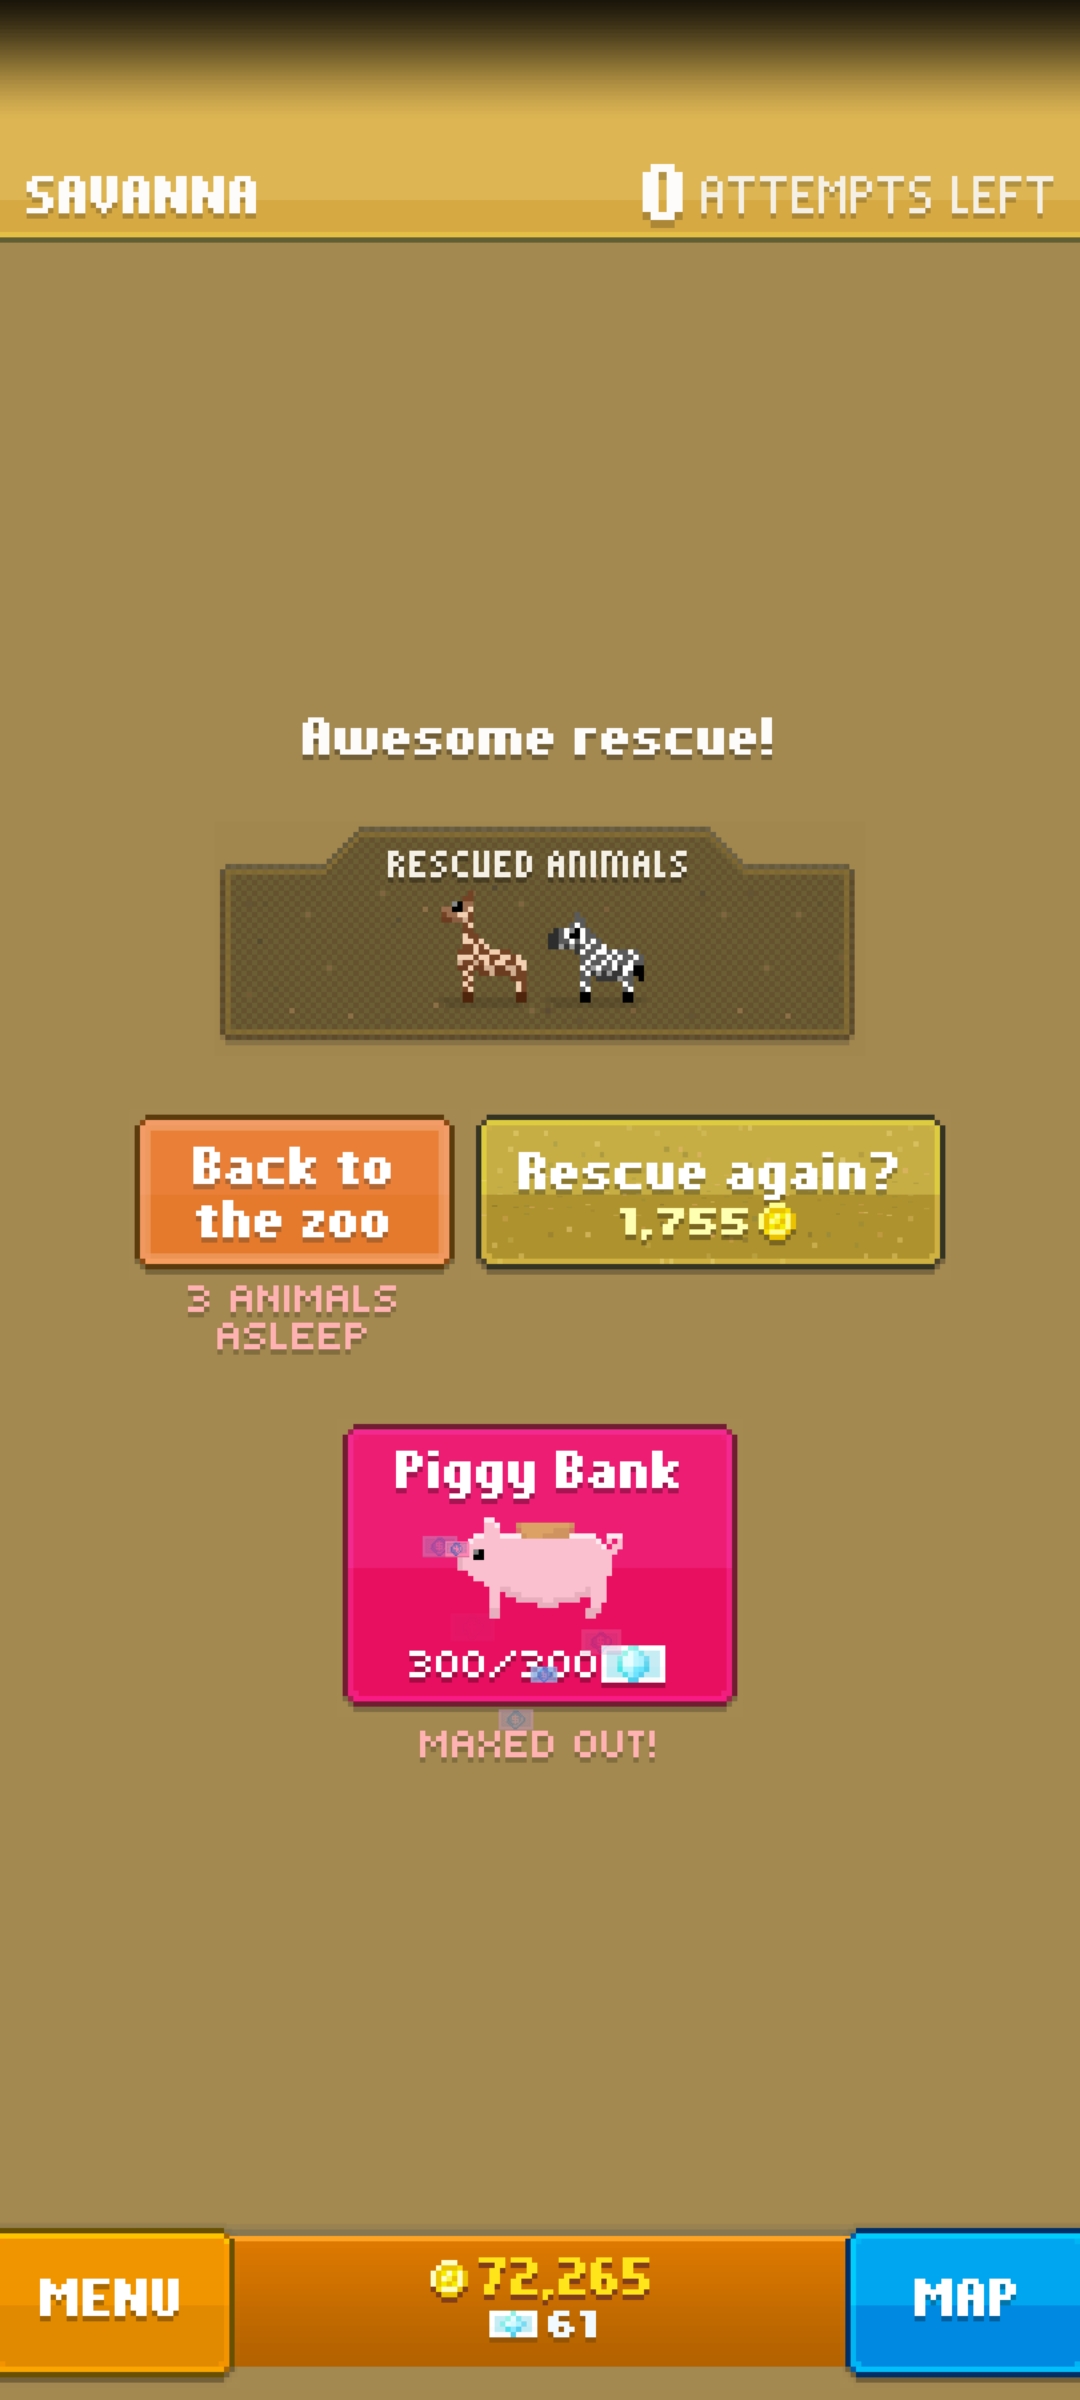 SAVANNA
0 ATTEMPTS LEFT
Awesome rescue!
RESCUED ANIMALS
Back to
the zoo
Rescue again?
1,755
3 ANIMALS
ASLEEP
Piggy Bank
300/300
MAXED OUT!
MENU
72,265
61
MAP